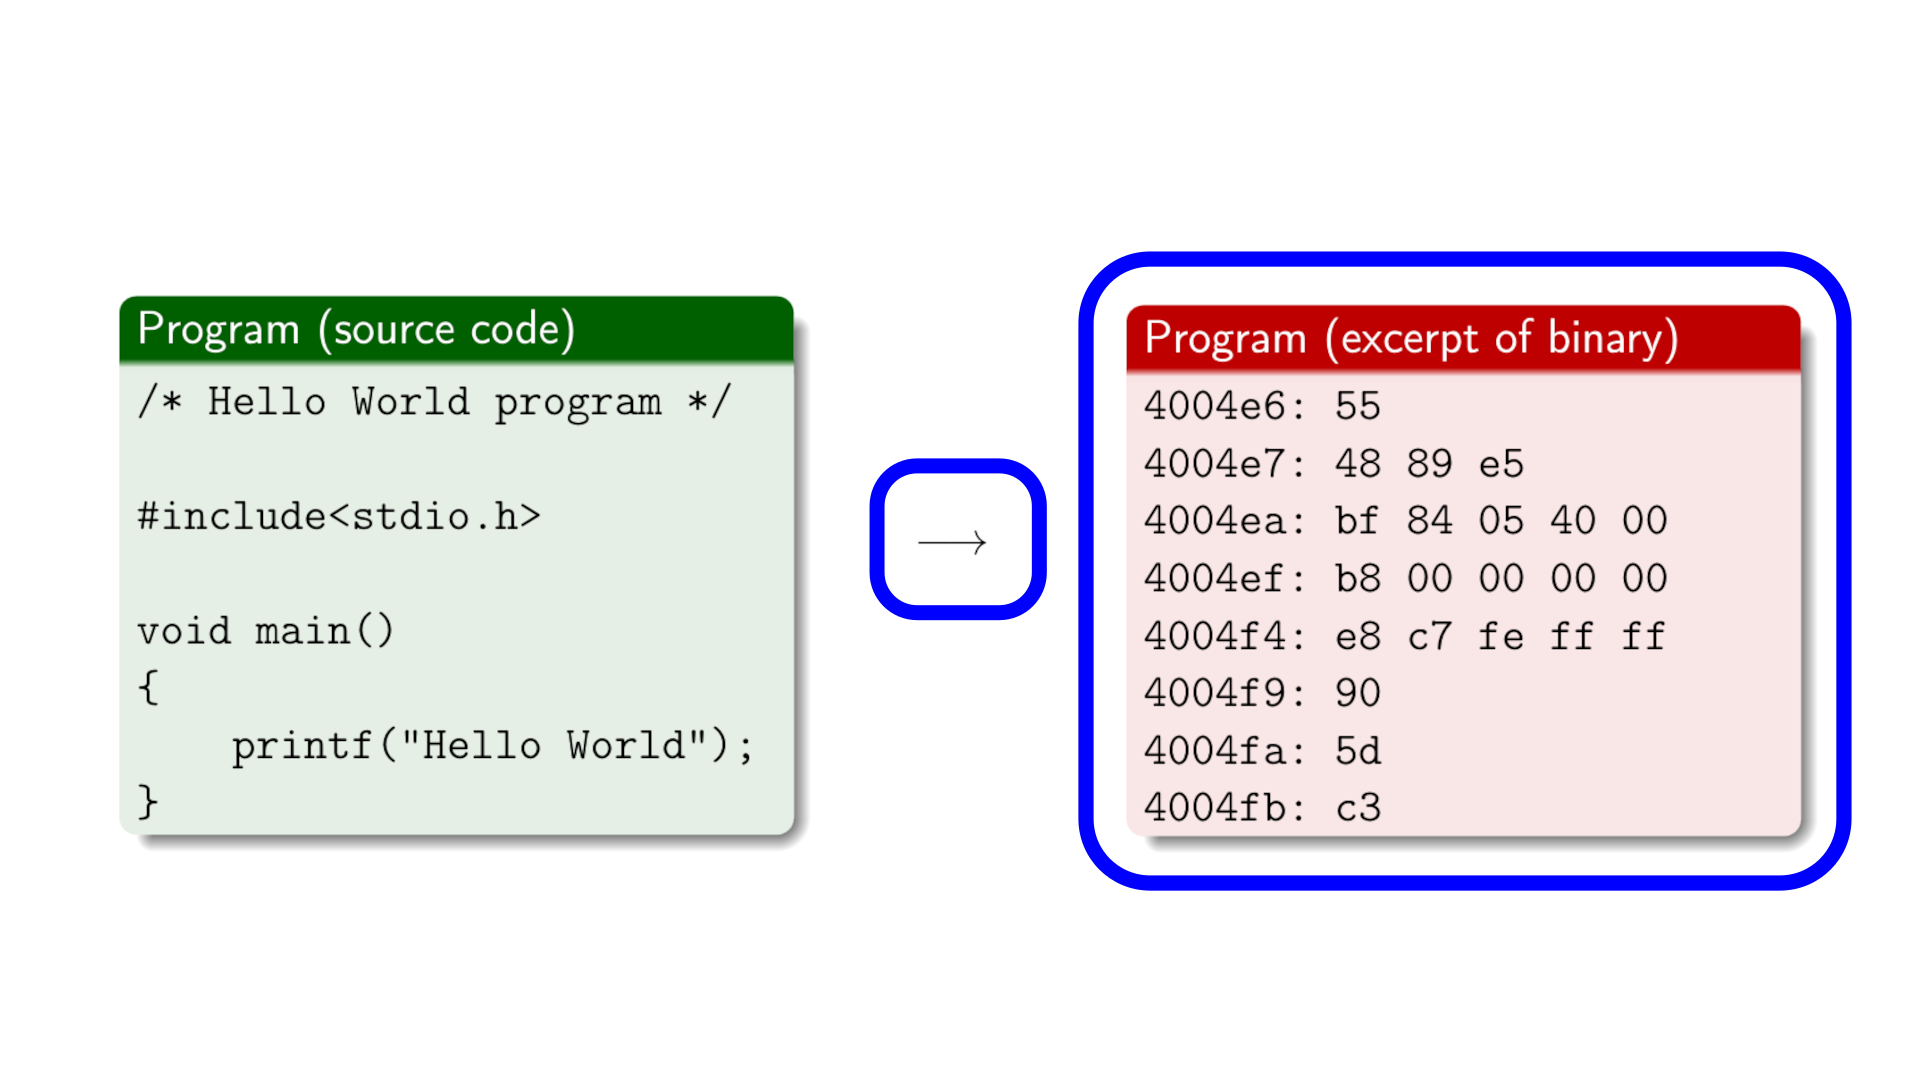 Program (source code)
/* Hello World program */
#include<stdio.h>
void main()
{
    printf("Hello World");
}
⟶
Program (excerpt of binary)
4004e6: 55
4004e7: 48 89 e5
4004ea: bf 84 05 40 00
4004ef: b8 00 00 00 00
4004f4: e8 c7 fe ff ff
4004f9: 90
4004fa: 5d
4004fb: c3